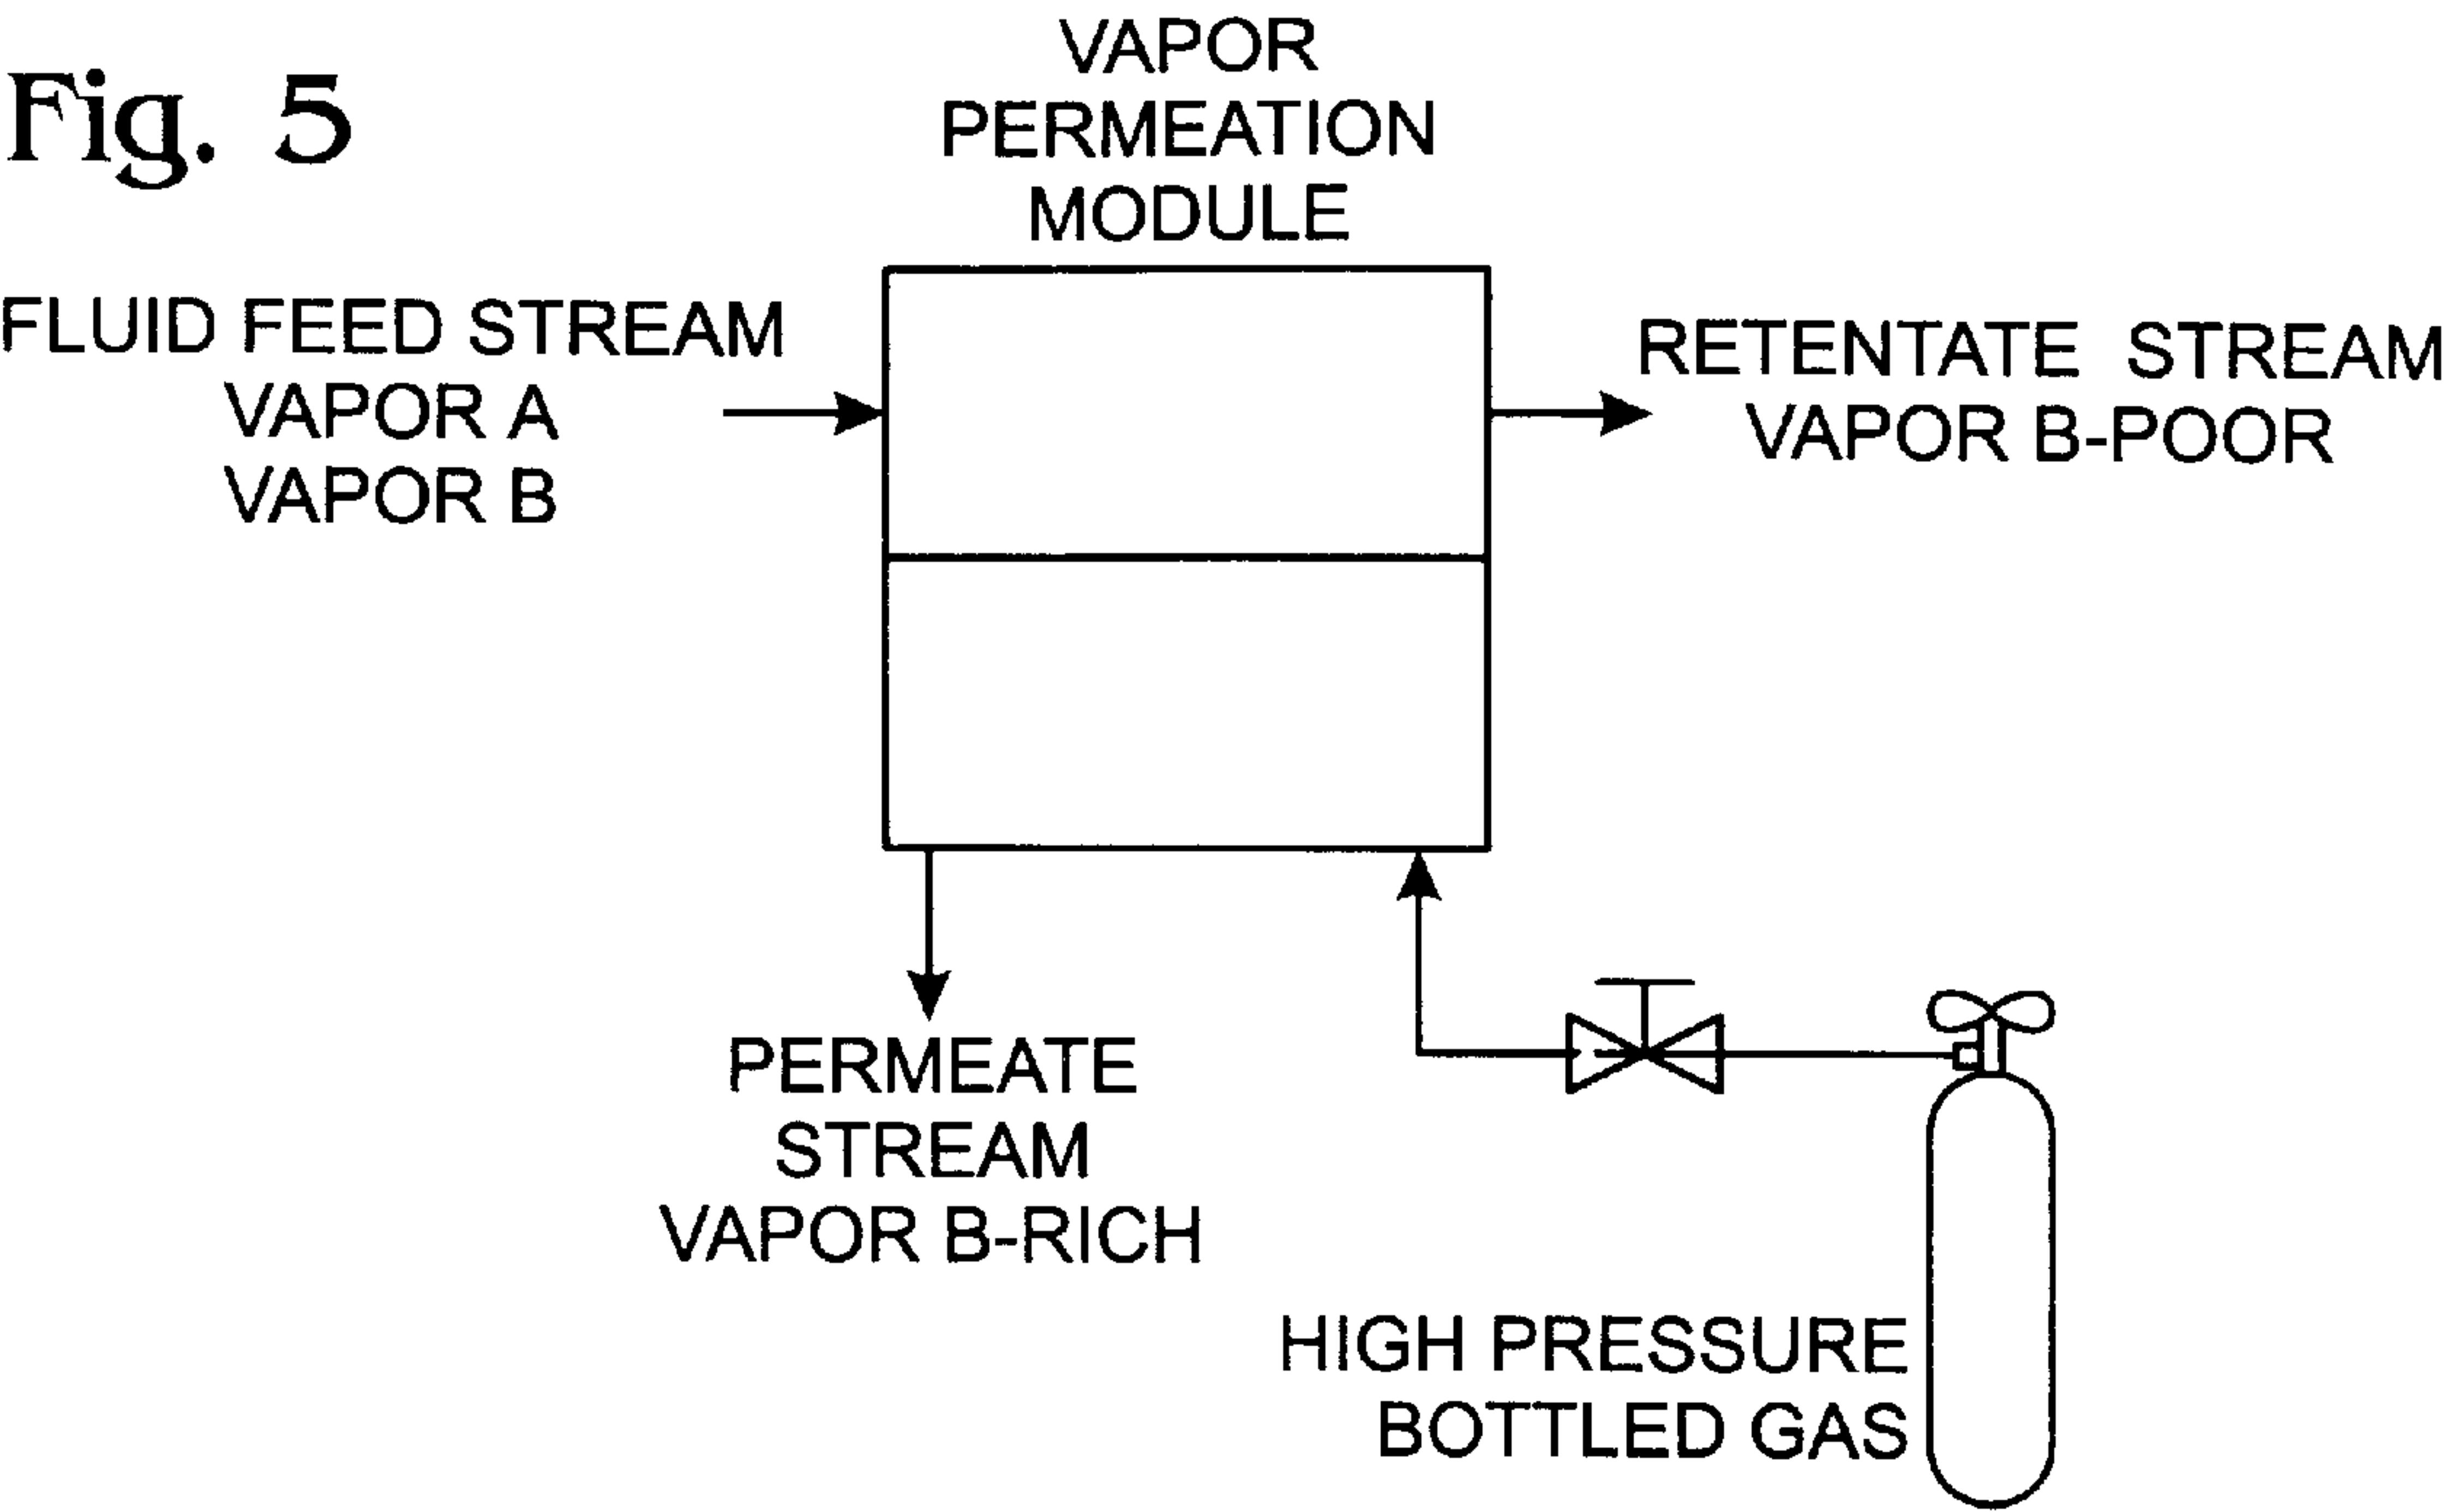 Fig. 5
VAPOR
PERMEATION
MODULE
FLUID FEED STREAM
VAPOR A
VAPOR B
RETENTATE STREAM
VAPOR B-POOR
PERMEATE
STREAM
VAPOR B-RICH
HIGH PRESSURE
BOTTLED GAS